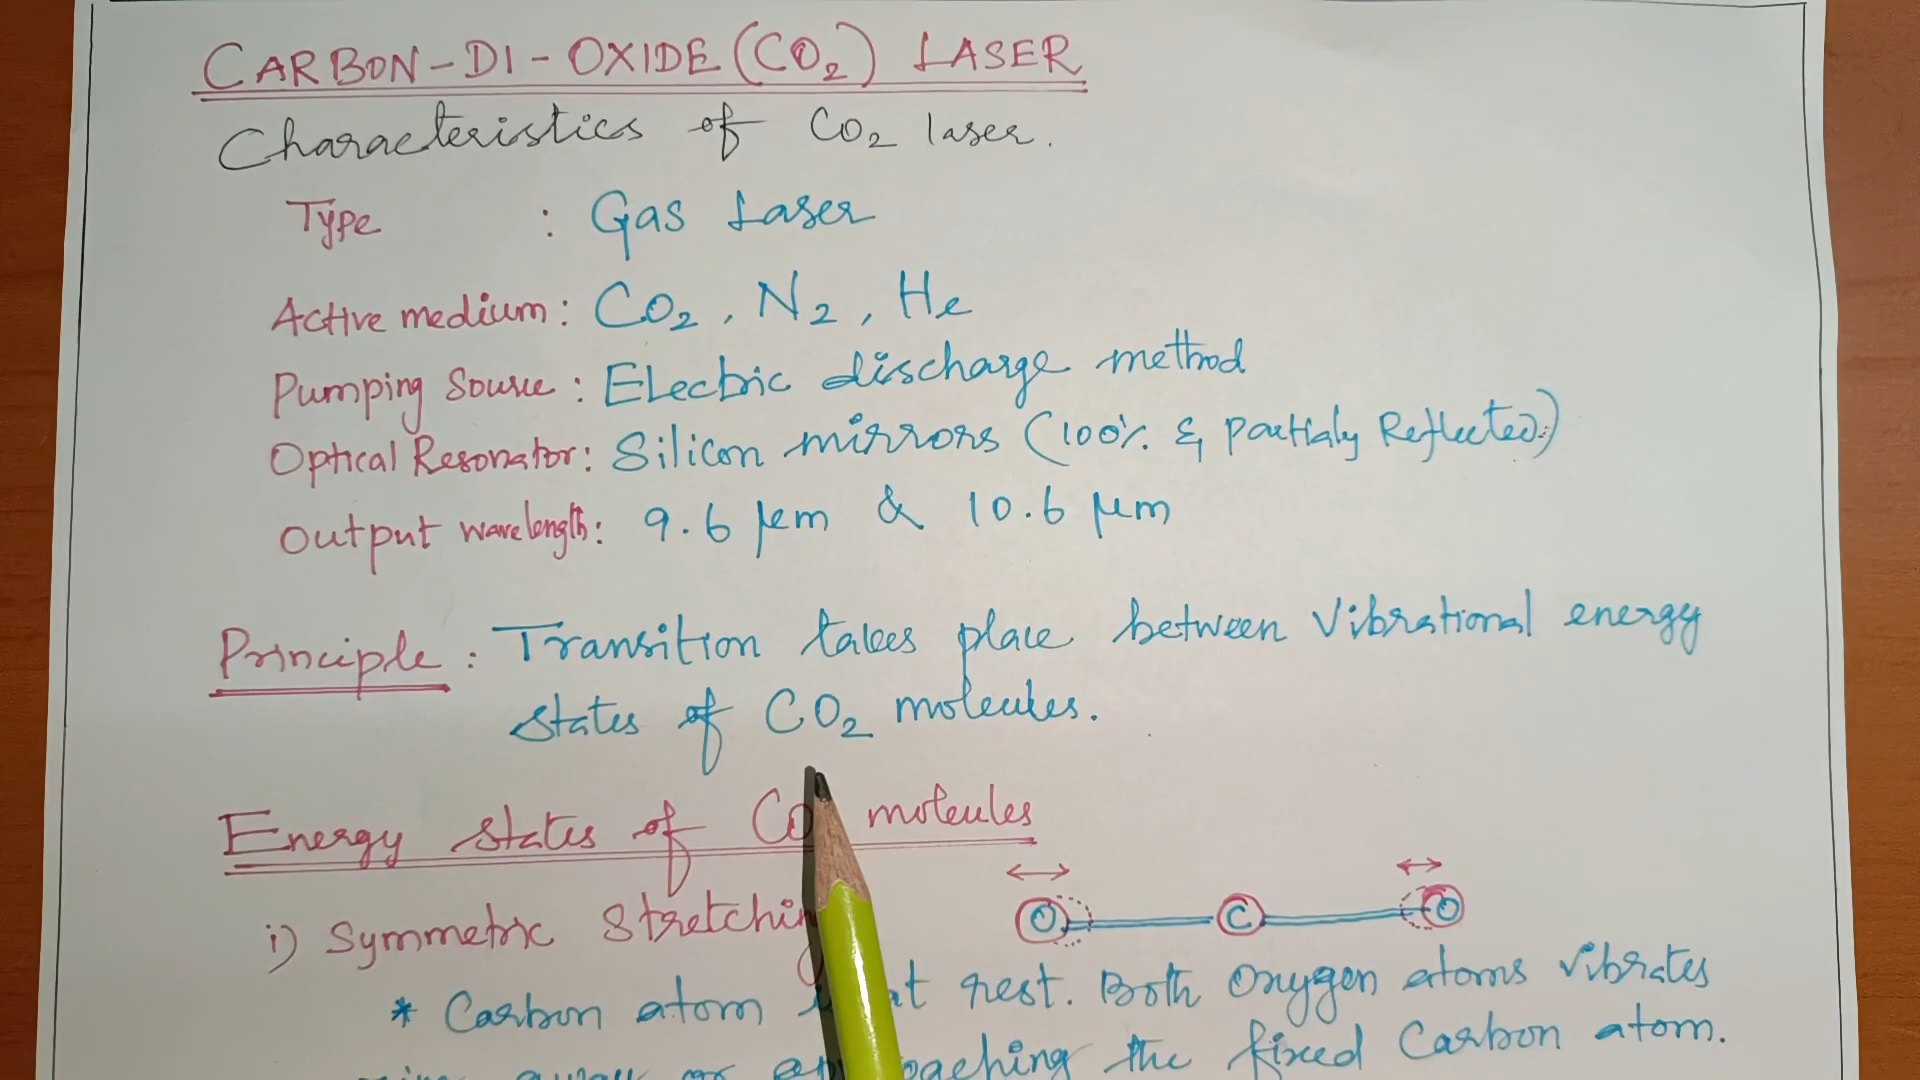 CARBON-DI-OXIDE (CO2) LASER
Characteristics of CO2 laser.
Type : Gas Laser
Active medium : CO2, N2, He
Pumping Source : Electric discharge method
Optical Resonator : Silicon mirrors (100% & partialy Reflected.)
Output wavelength : 9.6 μm & 10.6 μm
Principle : Transition takes place between Vibrational energy
states of CO2 molecules.
Energy states of CO molecules
i) Symmetric Stretching
O C O
* Carbon atom at rest. Both Oxygen atoms vibrates
the fixed Carbon atom.